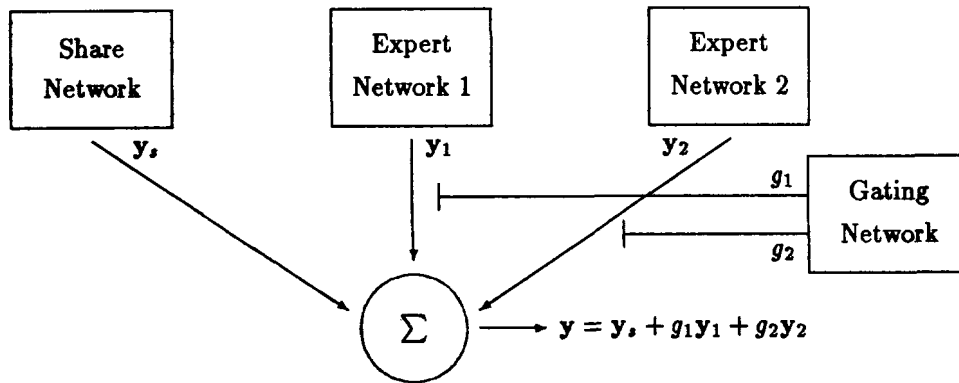 Share
Network
Expert
Network 1
Expert
Network 2
y_s
y_1
y_2
g_1
Gating
Network
g_2
Σ
y = y_s + g_1y_1 + g_2y_2